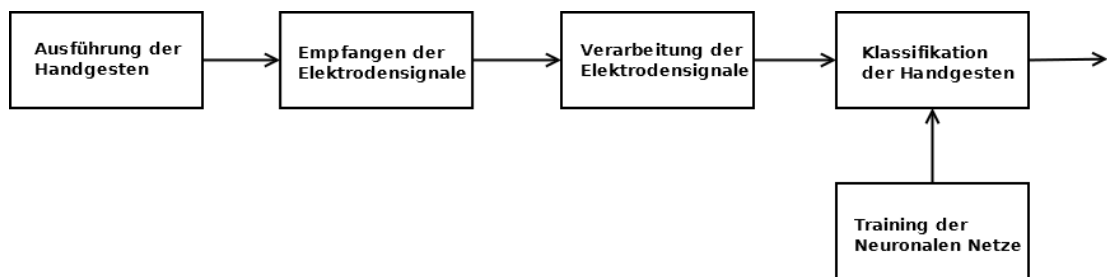 Ausführung der
Handgesten
Empfangen der
Elektrodensignale
Verarbeitung der
Elektrodensignale
Klassifikation
der Handgesten
Training der
Neuronalen Netze